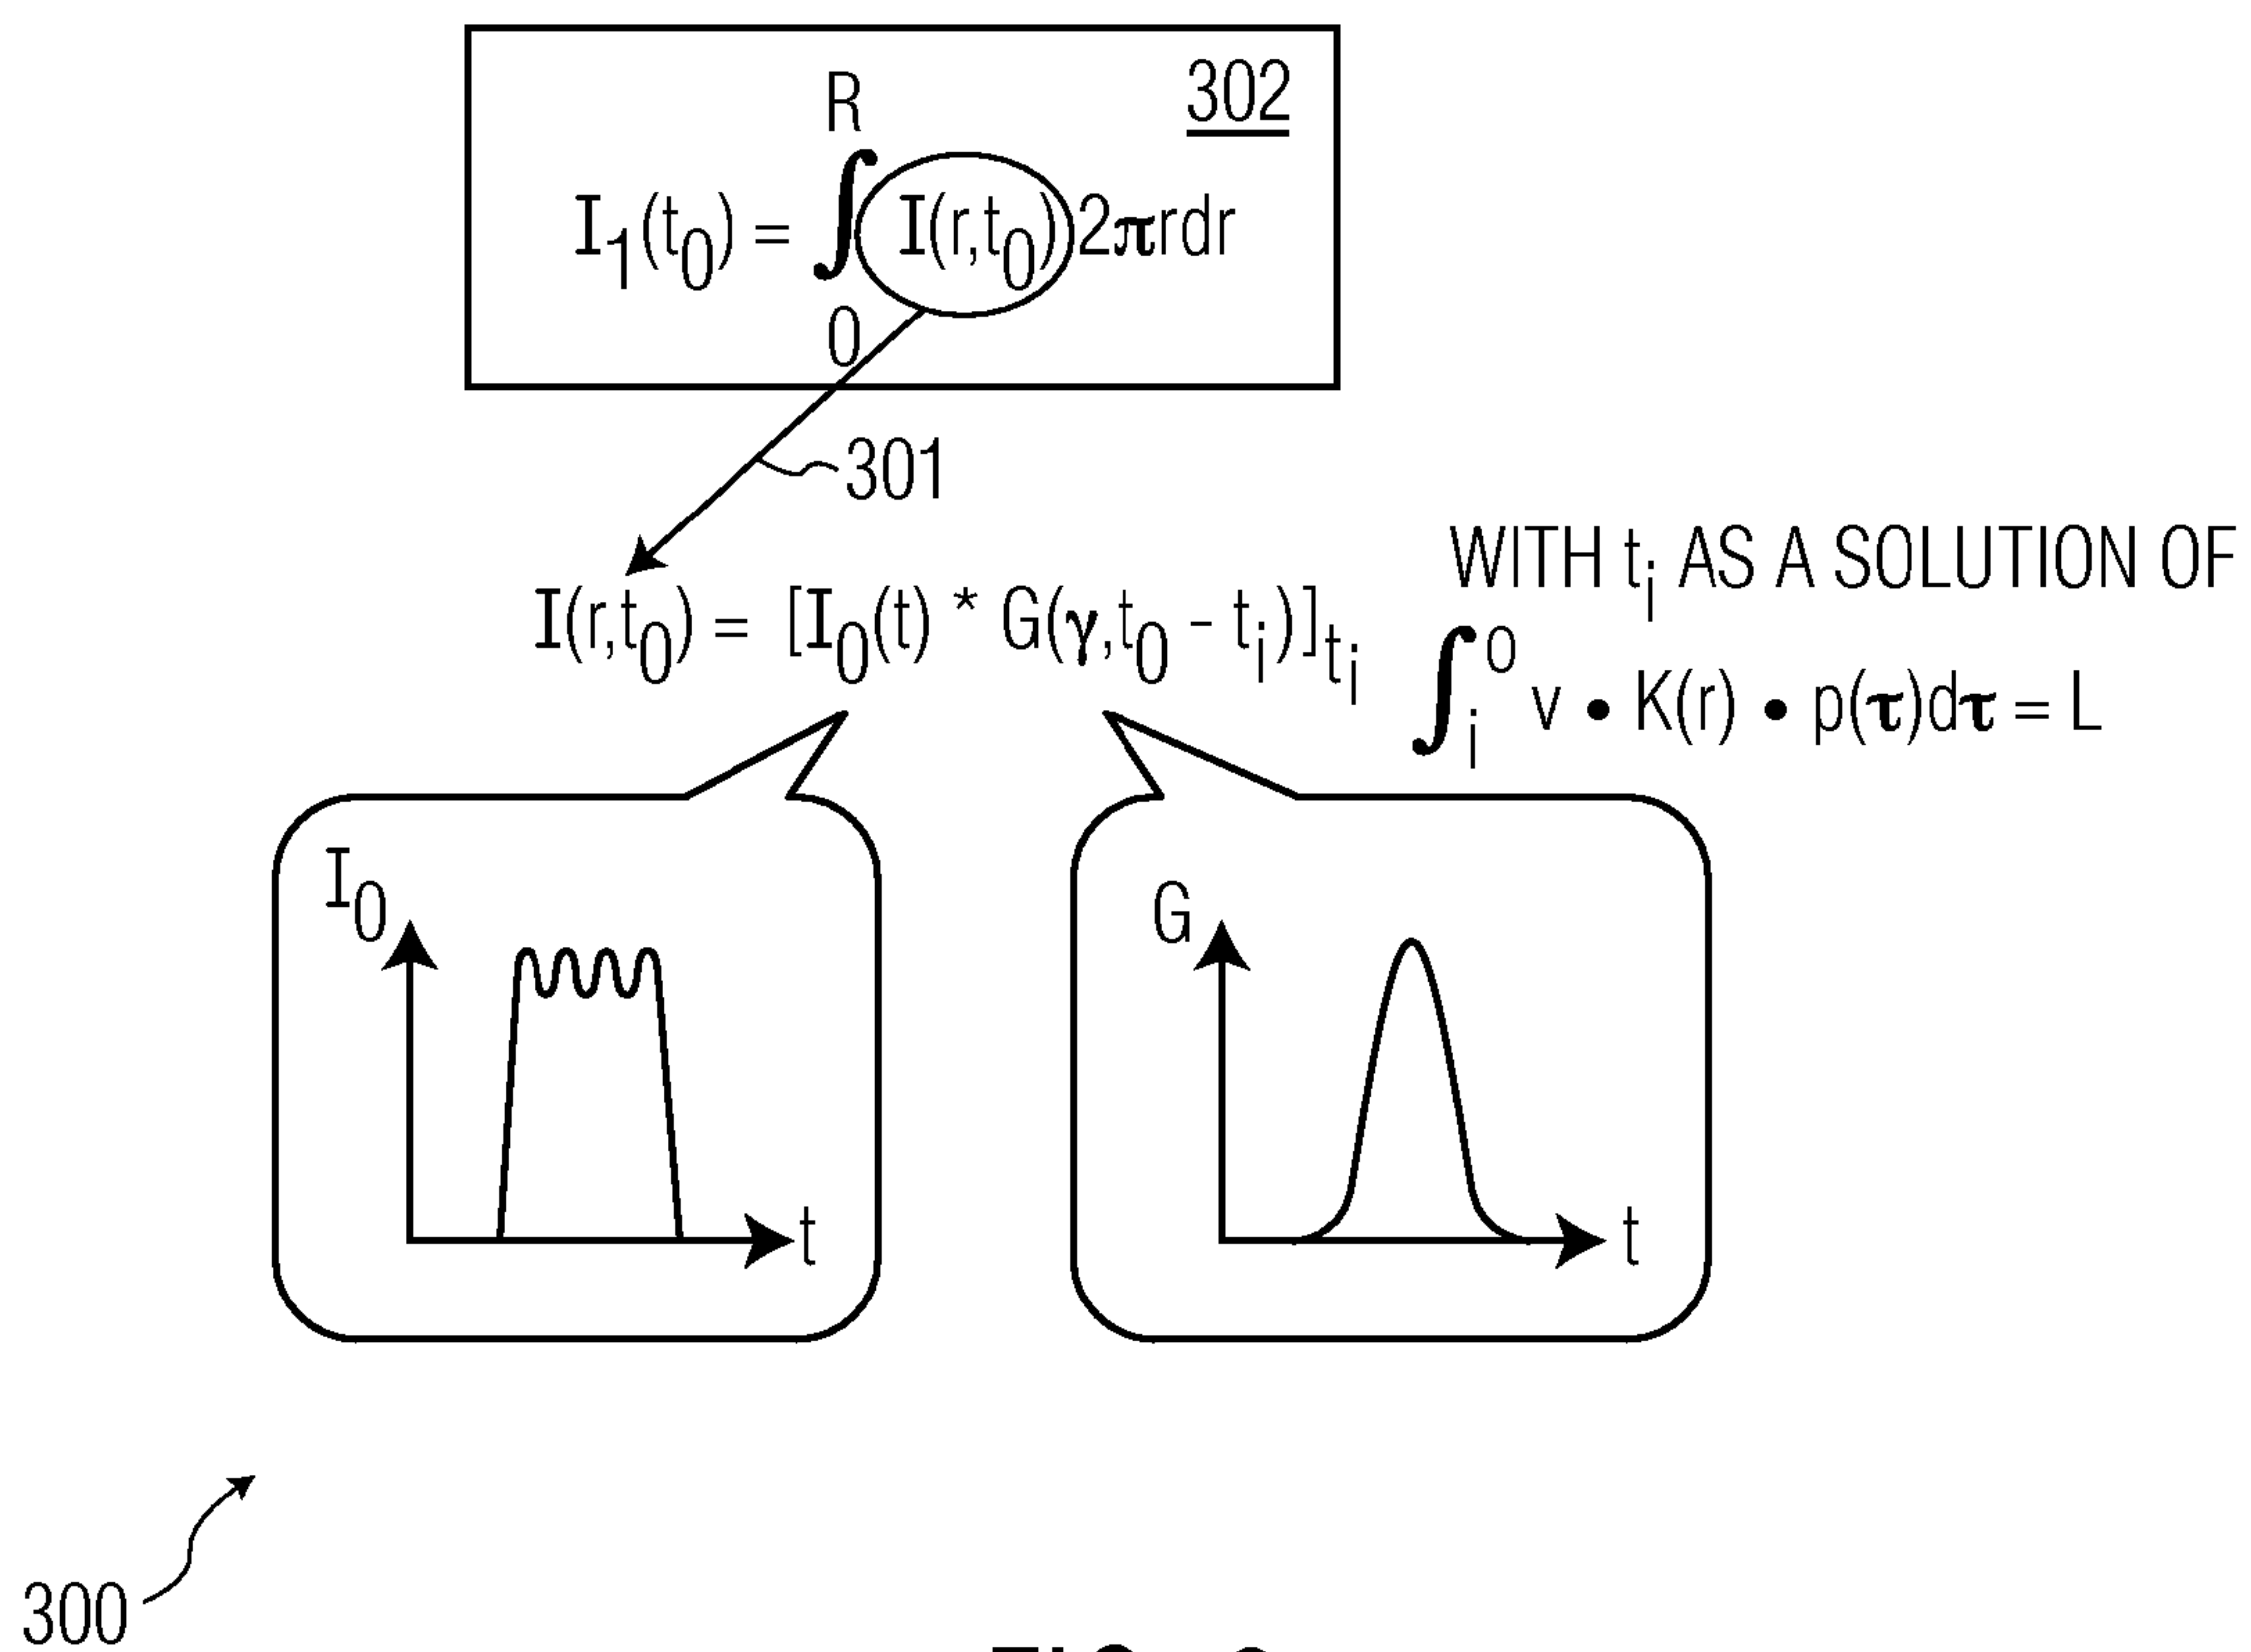 302
R
I₁(t₀) = ∫ I(r,t₀) 2πrdr
0
301
WITH tᵢ AS A SOLUTION OF
I(r,t₀) = [I₀(t) * G(γ,t₀ - tᵢ)]tᵢ
∫ᵢ⁰ v • K(r) • p(τ)dτ = L
I₀
t
G
t
300